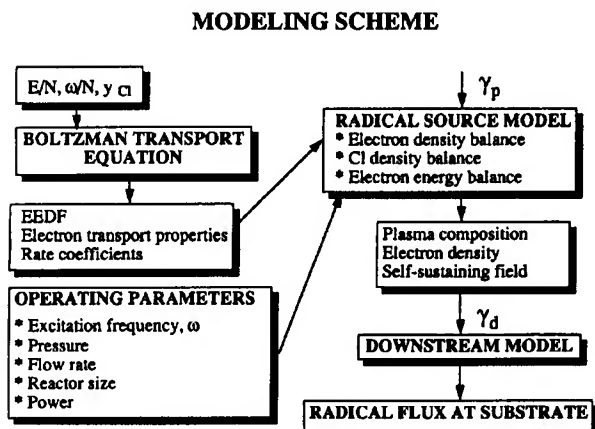 MODELING SCHEME
E/N, ω/N, y Cl
BOLTZMAN TRANSPORT
EQUATION
EEDF
Electron transport properties
Rate coefficients
OPERATING PARAMETERS
* Excitation frequency, ω
* Pressure
* Flow rate
* Reactor size
* Power
γp
RADICAL SOURCE MODEL
* Electron density balance
* Cl density balance
* Electron energy balance
Plasma composition
Electron density
Self-sustaining field
γd
DOWNSTREAM MODEL
RADICAL FLUX AT SUBSTRATE